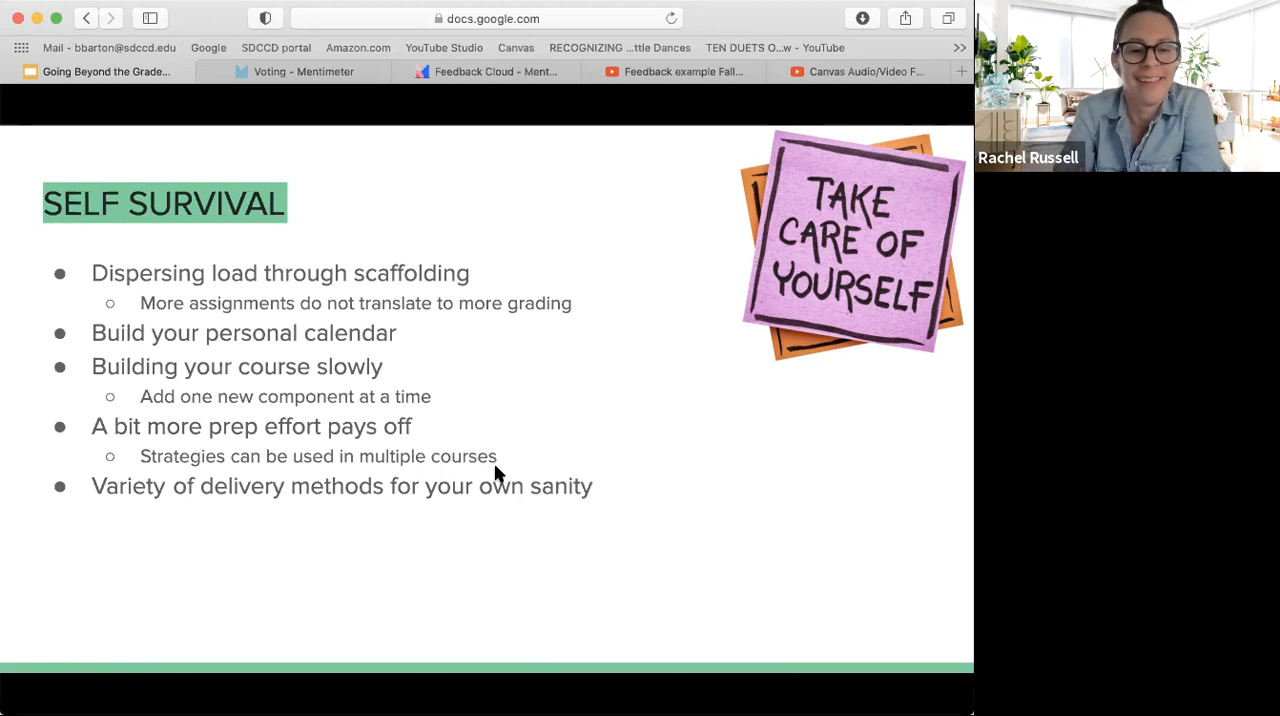 docs.google.com
Mail - bbarton@sdccd.edu Google SDCCD portal Amazon.com YouTube Studio Canvas RECOGNIZING ...ttle Dances TEN DUETS O...w - YouTube
Going Beyond the Grade... Voting - Mentimeter Feedback Cloud - Ment... Feedback example Fall... Canvas Audio/Video F...
Rachel Russell
SELF SURVIVAL
TAKE
CARE OF
YOURSELF
● Dispersing load through scaffolding
○ More assignments do not translate to more grading
● Build your personal calendar
● Building your course slowly
○ Add one new component at a time
● A bit more prep effort pays off
○ Strategies can be used in multiple courses
● Variety of delivery methods for your own sanity